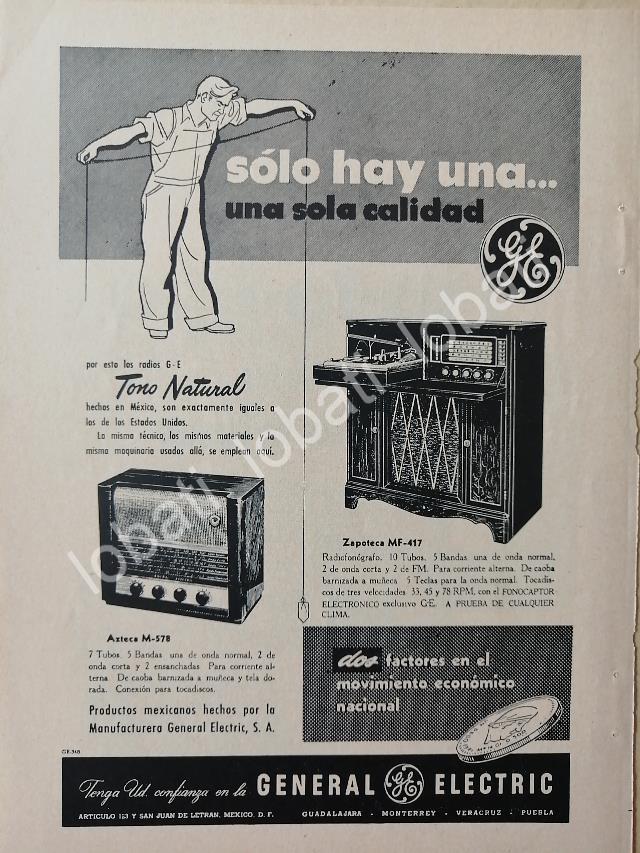 sólo hay una...
una sola calidad
GE
por esto los radios G-E
Tono Natural
hechos en México, son exactamente iguales a
los de los Estados Unidos.
La misma técnica, los mismos materiales y la
misma maquinaria usados allá, se emplean aquí.
Zapoteca MF-417
Radiofonógrafo. 10 Tubos. 5 Bandas una de onda normal,
2 de onda corta y 2 de FM. Para corriente alterna. De caoba
barnizada a muñeca 5 Teclas para la onda normal. Tocadis-
cos de tres velocidades 33, 45 y 78 RPM, con el FONOCAPTOR
ELECTRONICO exclusivo G-E. A PRUEBA DE CUALQUIER
CLIMA.
Azteca M-578
7 Tubos. 5 Bandas una de onda normal, 2 de
onda corta y 2 ensanchadas Para corriente al-
terna De caoba barnizada a muñeca y tela do-
rada. Conexión para tocadiscos.
Productos mexicanos hechos por la
Manufacturera General Electric, S. A.
dos factores en el
movimiento económico
nacional
GE-348
Tenga Ud. confianza en la GENERAL GE ELECTRIC
ARTICULO 123 Y SAN JUAN DE LETRAN, MEXICO, D. F. GUADALAJARA - MONTERREY - VERACRUZ - PUEBLA
lobati lobati lobati lobati